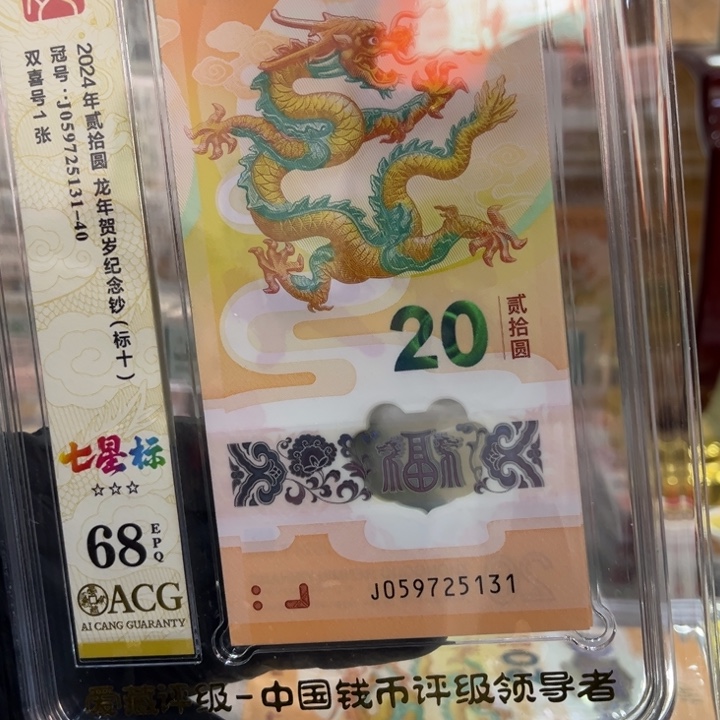 2024年贰拾圆 龙年贺岁纪念钞(标十)
冠号:J059725131-40
双喜号1张
七星标
☆☆☆
68 EPQ
ACG
AI CANG GUARANTY
20 贰拾圆
福
J059725131
爱藏评级-中国钱币评级领导者